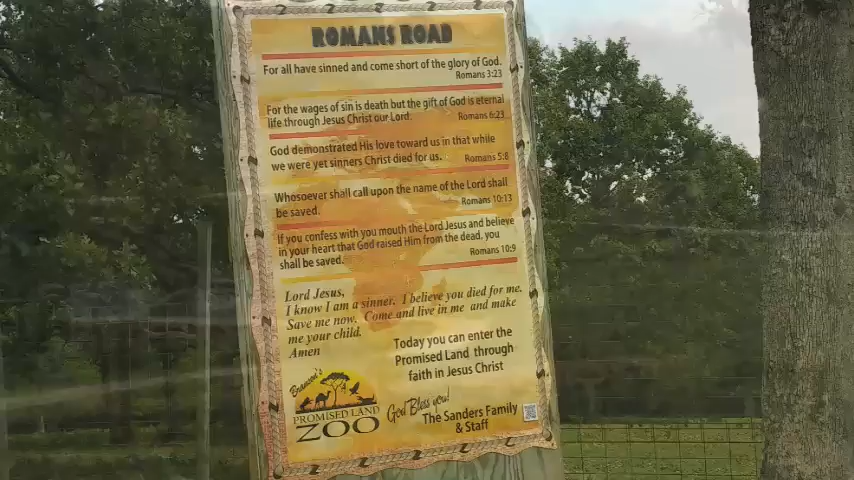 ROMANS ROAD
For all have sinned and come short of the glory of God.
Romans 3:23
For the wages of sin is death but the gift of God is eternal
life through Jesus Christ our Lord. Romans 6:23
God demonstrated His love toward us in that while
we were yet sinners Christ died for us. Romans 5:8
Whosoever shall call upon the name of the Lord shall
be saved. Romans 10:13
If you confess with you mouth the Lord Jesus and believe
in your heart that God raised Him from the dead, you
shall be saved. Romans 10:9
Lord Jesus,
I know I am a sinner. I believe you died for me.
Save me now. Come and live in me and make
me your child.
Amen
Today you can enter the
Promised Land through
faith in Jesus Christ
Branson's
PROMISED LAND
ZOO
God Bless you!
The Sanders Family
& Staff